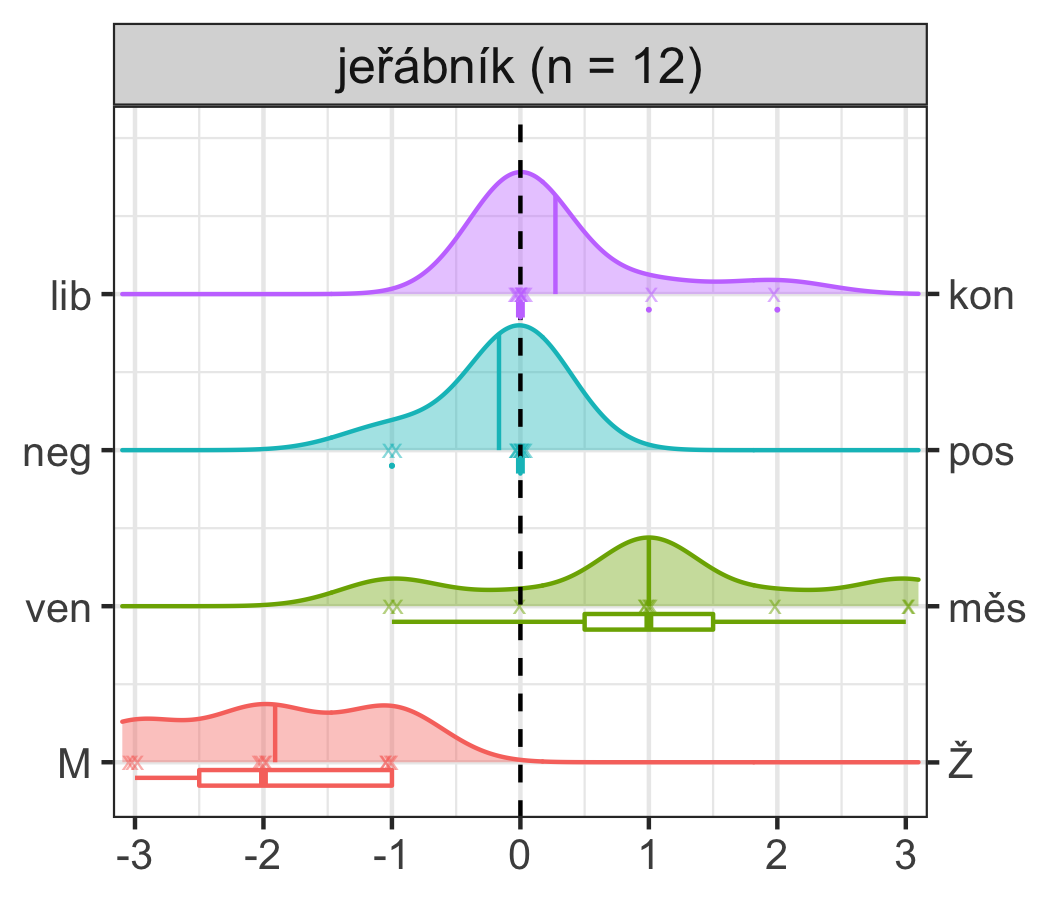 jeřábník (n = 12)
lib kon
neg pos
ven měs
M Ž
-3 -2 -1 0 1 2 3